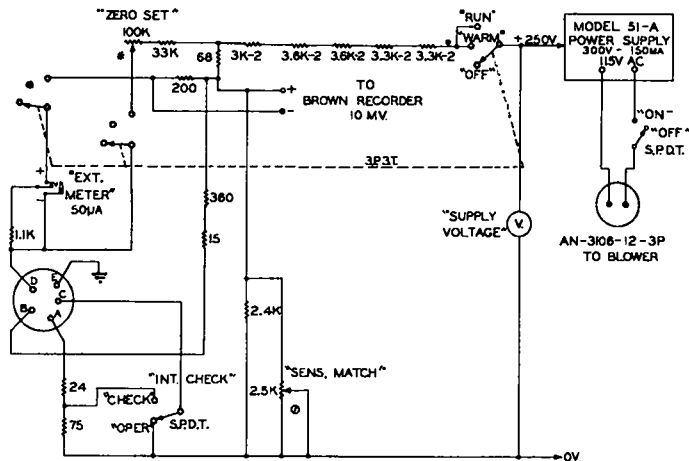 "ZERO SET"
100K
33K
68
200
3K-2
3.6K-2
3.6K-2
3.3K-2
3.3K-2
"RUN"
"WARM"
"OFF"
+250V
MODEL 51-A
POWER SUPPLY
300V - 150MA
115V AC
"ON"
"OFF"
S.P.D.T.
AN-3106-12-3P
TO BLOWER
+
-
TO
BROWN RECORDER
10 MV.
3P3T.
+
"EXT.
METER"
50µA
-
1.1K
360
15
"SUPPLY
VOLTAGE"
V.
D
E
C
B
A
2.4K
2.5K
"SENS, MATCH"
24
75
"INT. CHECK"
"CHECK"
"OPER"
S.P.D.T.
0V